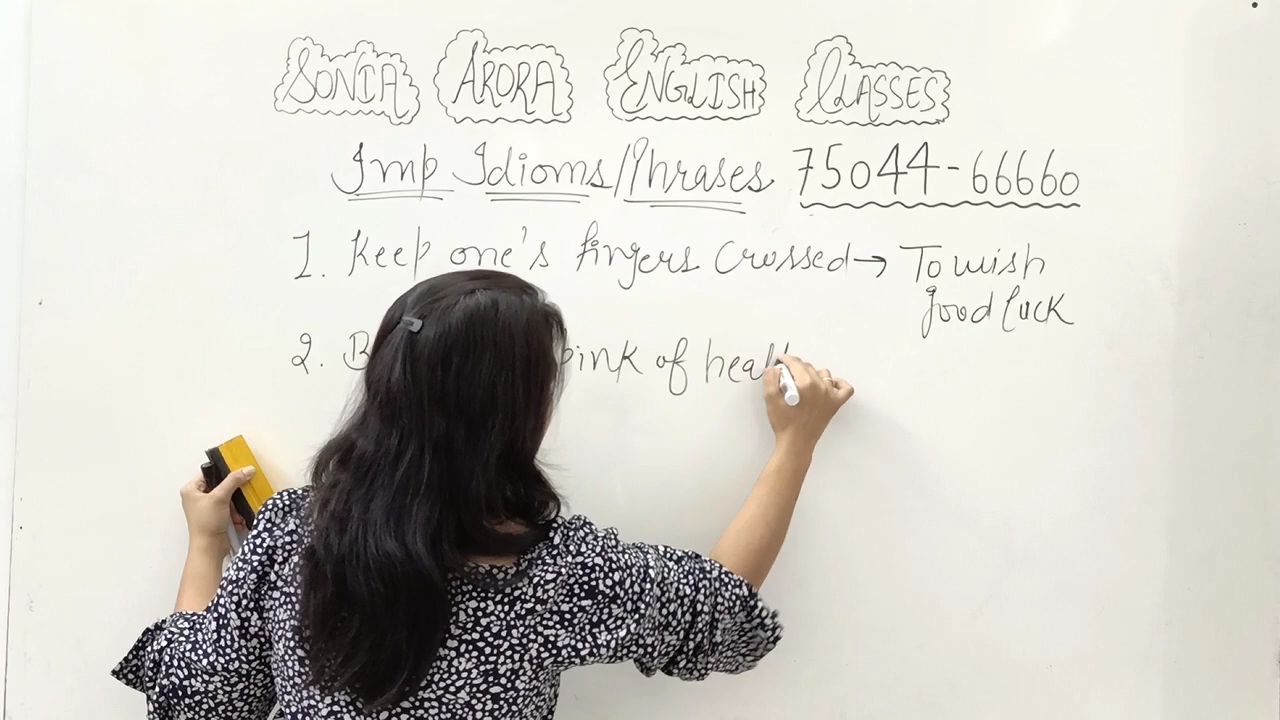 SONIA ARORA ENGLISH CLASSES
Imp Idioms/Phrases 75044-66660
1. Keep one's fingers crossed → To wish
good luck
2. pink of